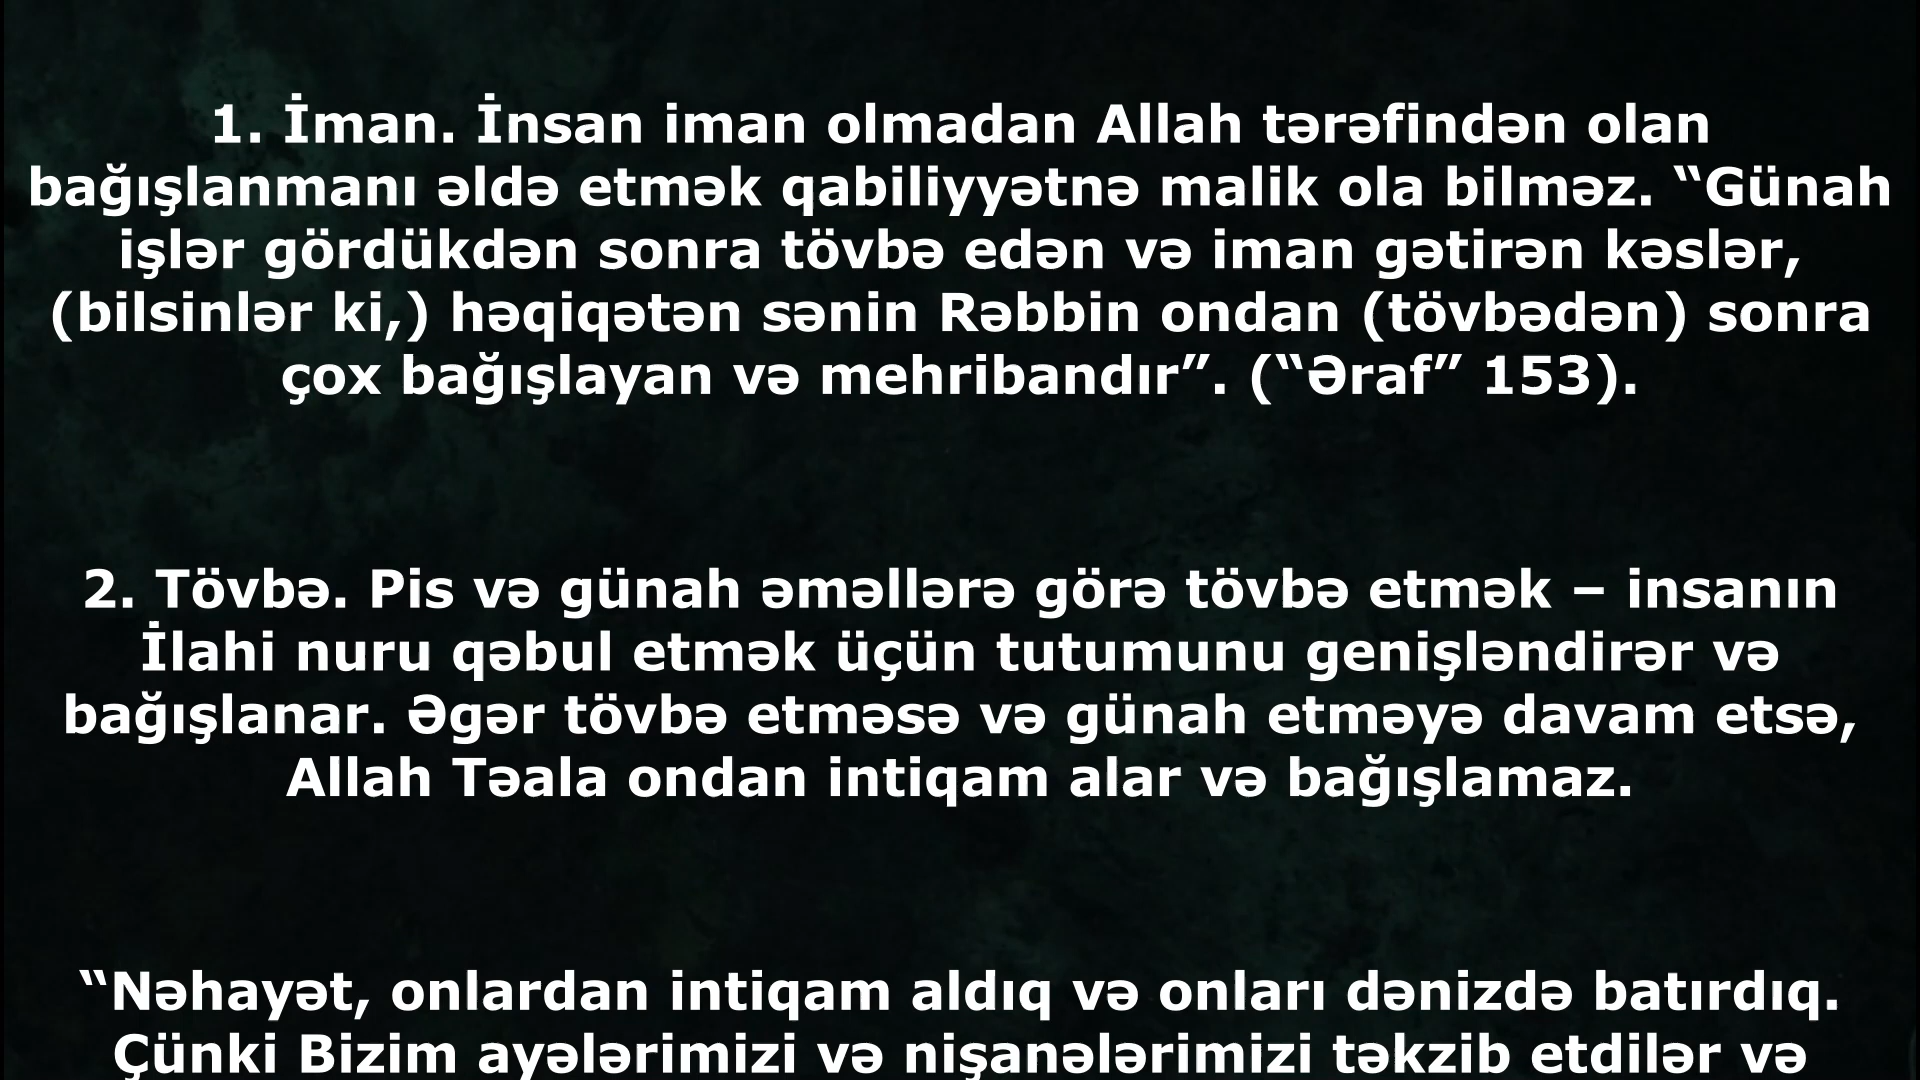 1. İman. İnsan iman olmadan Allah tərəfindən olan
bağışlanmanı əldə etmək qabiliyyətnə malik ola bilməz. “Günah
işlər gördükdən sonra tövbə edən və iman gətirən kəslər,
(bilsinlər ki,) həqiqətən sənin Rəbbin ondan (tövbədən) sonra
çox bağışlayan və mehribandır”. (“Əraf” 153).
2. Tövbə. Pis və günah əməllərə görə tövbə etmək – insanın
İlahi nuru qəbul etmək üçün tutumunu genişləndirər və
bağışlanar. Əgər tövbə etməsə və günah etməyə davam etsə,
Allah Təala ondan intiqam alar və bağışlamaz.
“Nəhayət, onlardan intiqam aldıq və onları dənizdə batırdıq.
Çünki Bizim ayələrimizi və nişanələrimizi təkzib etdilər və